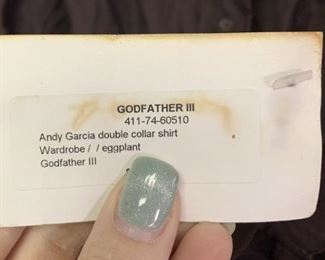 GODFATHER III
411-74-60510
Andy Garcia double collar shirt
Wardrobe / / eggplant
Godfather III